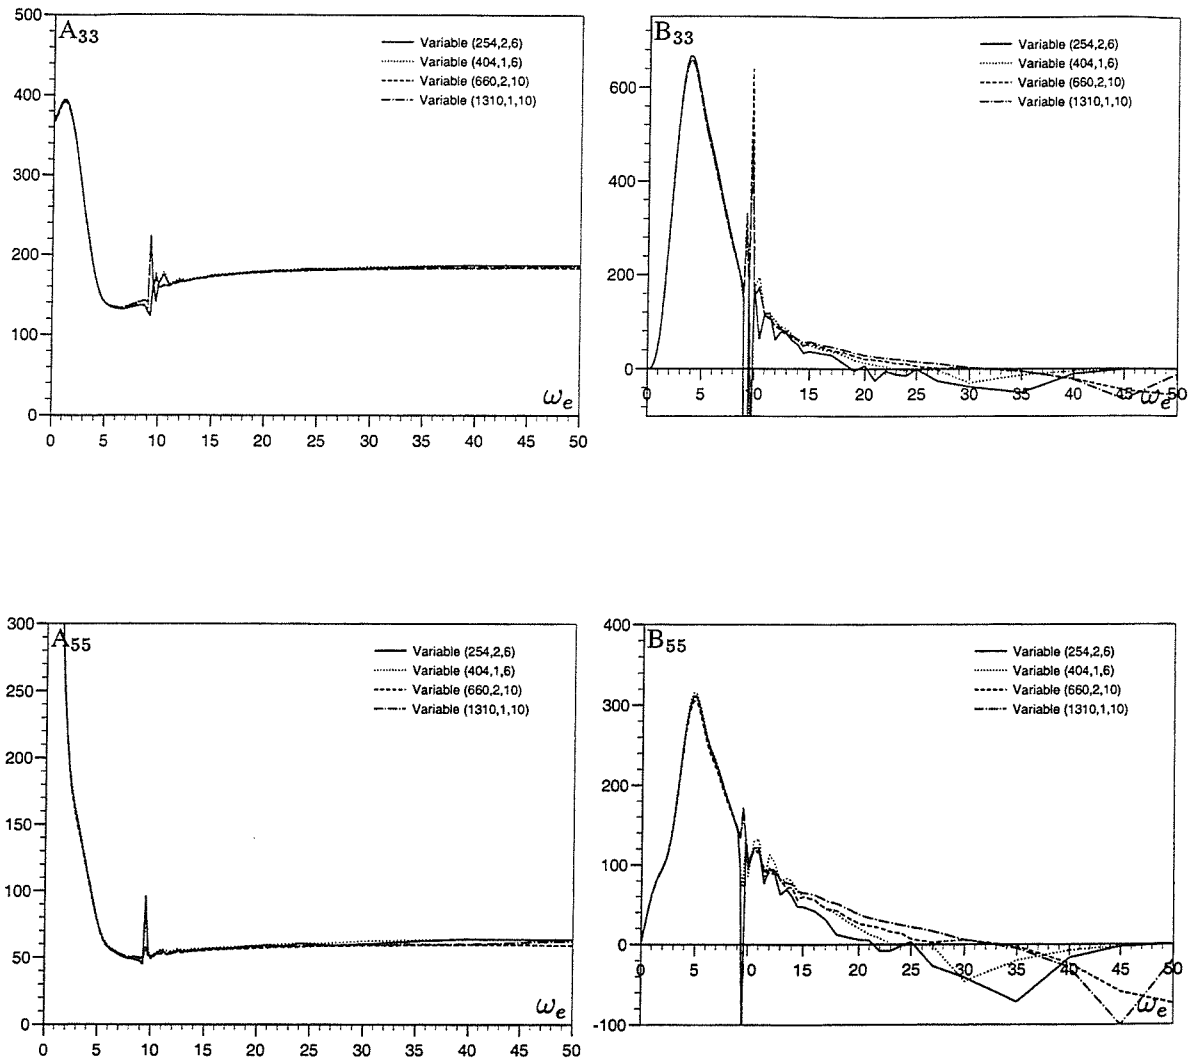 A33
500
400
300
200
100
0
Variable (254,2,6)
Variable (404,1,6)
Variable (660,2,10)
Variable (1310,1,10)
ωe
0 5 10 15 20 25 30 35 40 45 50
B33
600
400
200
0
Variable (254,2,6)
Variable (404,1,6)
Variable (660,2,10)
Variable (1310,1,10)
0 5 10 15 20 25 30 35 40 45 50
ωe
A55
300
250
200
150
100
50
0
Variable (254,2,6)
Variable (404,1,6)
Variable (660,2,10)
Variable (1310,1,10)
ωe
0 5 10 15 20 25 30 35 40 45 50
B55
400
300
200
100
0
-100
Variable (254,2,6)
Variable (404,1,6)
Variable (660,2,10)
Variable (1310,1,10)
0 5 10 15 20 25 30 35 40 45 50
ωe